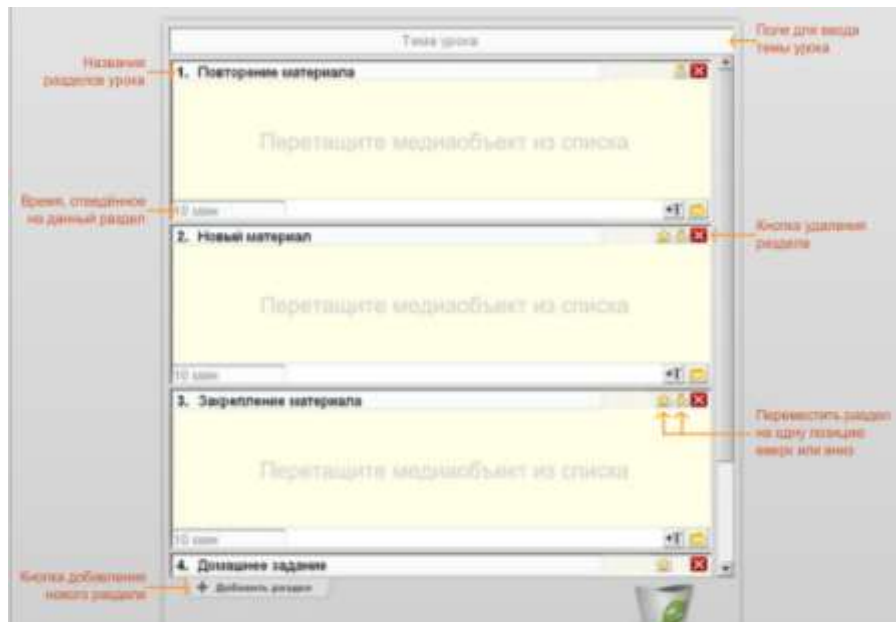 Тема урока
Поле для ввода
темы урока
Названия
разделов урока
1. Повторение материала
Перетащите медиаобъект из списка
Время, отведённое
на данный раздел
10 мин
+T
2. Новый материал
Кнопка удаления
раздела
Перетащите медиаобъект из списка
10 мин
+T
3. Закрепление материала
Переместить раздел
на одну позицию
вверх или вниз
Перетащите медиаобъект из списка
10 мин
+T
4. Домашнее задание
Кнопка добавления
нового раздела
+ Добавить раздел